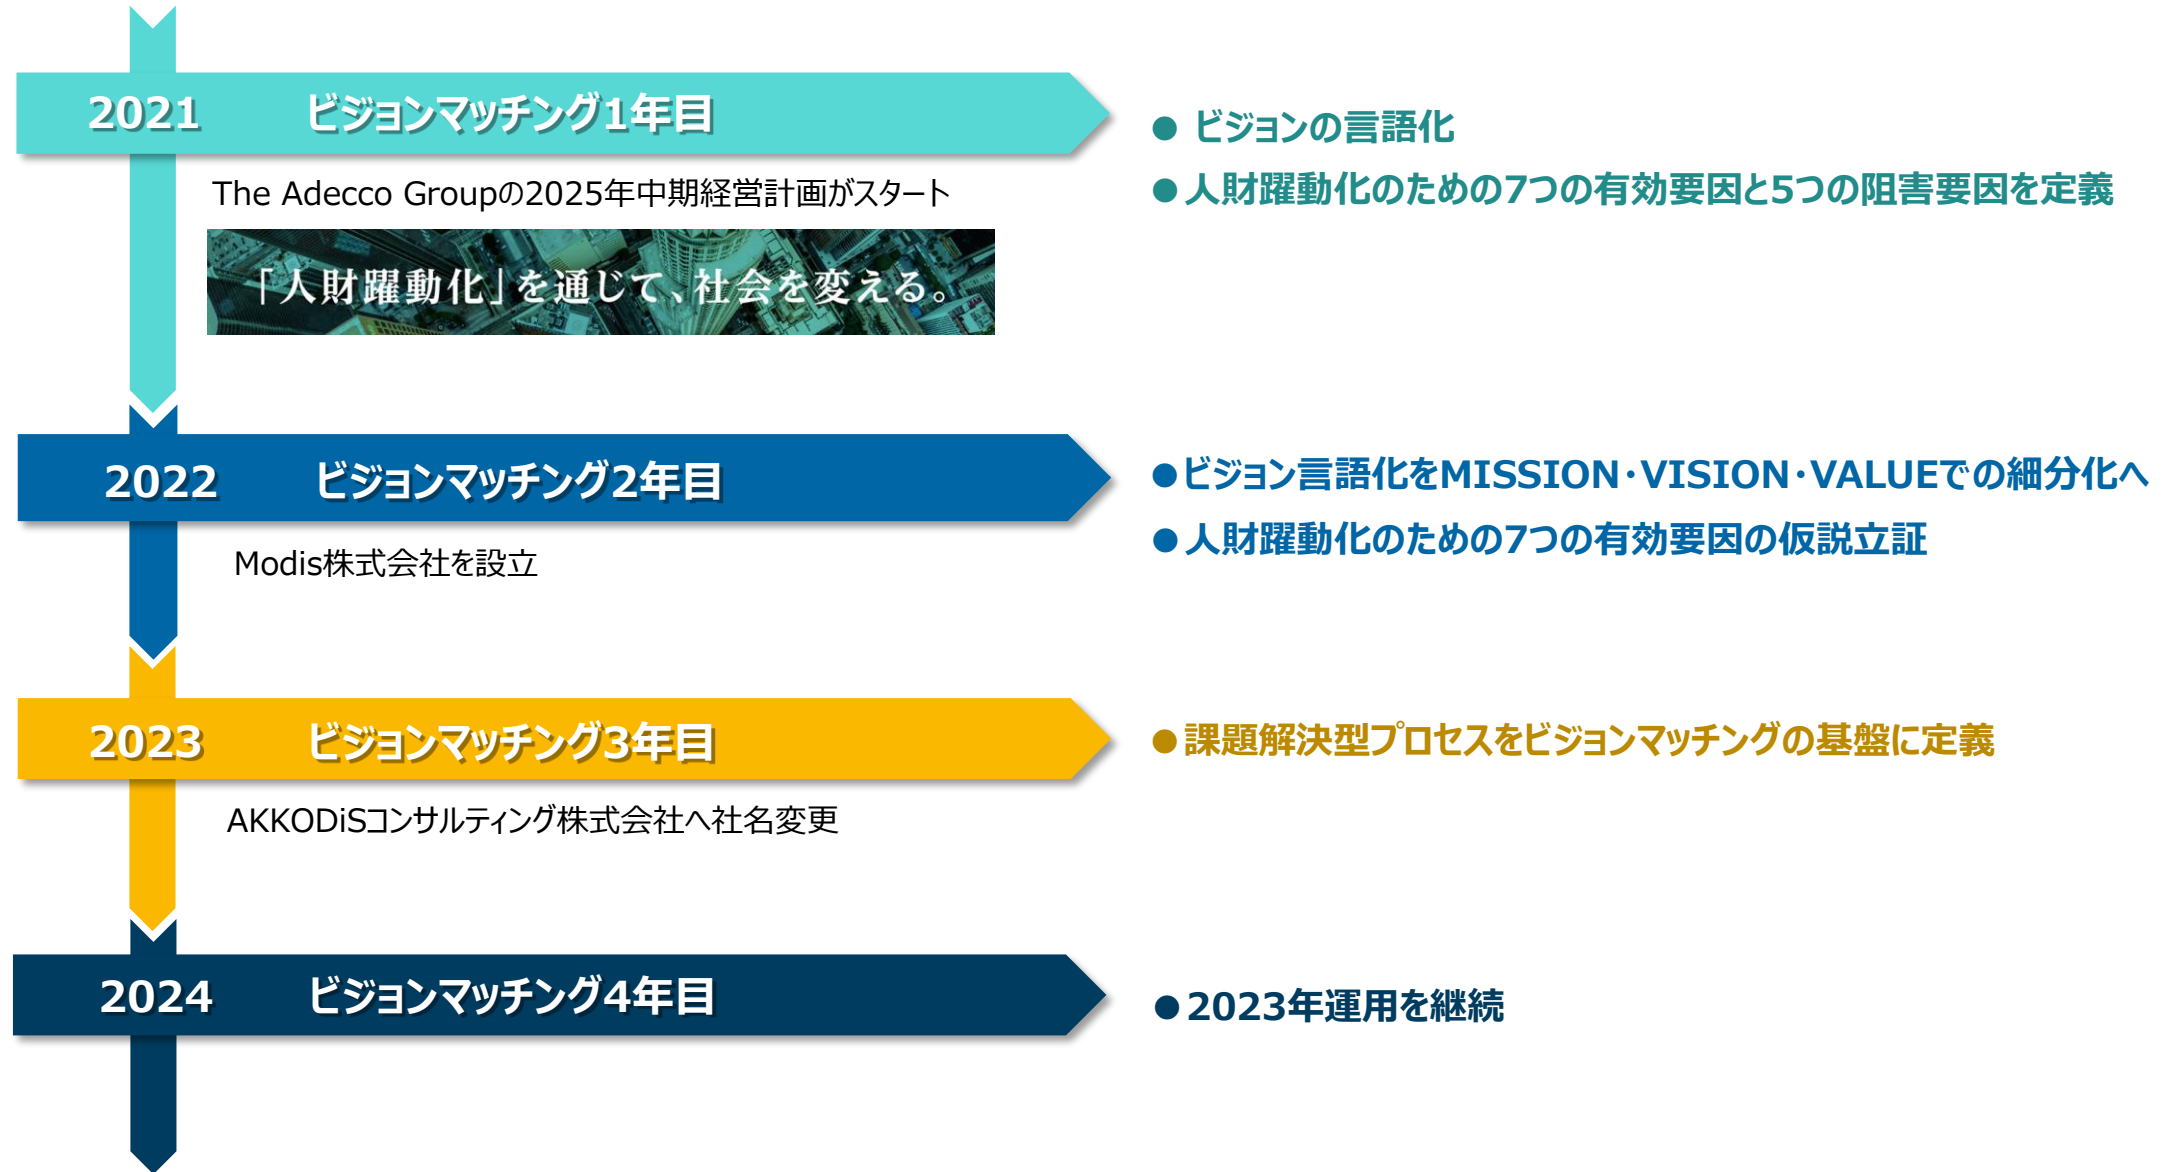 2021 ビジョンマッチング1年目
● ビジョンの言語化
● 人財躍動化のための7つの有効要因と5つの阻害要因を定義
The Adecco Groupの2025年中期経営計画がスタート
「人財躍動化」を通じて、社会を変える。
2022 ビジョンマッチング2年目
●ビジョン言語化をMISSION・VISION・VALUEでの細分化へ
● 人財躍動化のための7つの有効要因の仮説立証
Modis株式会社を設立
2023 ビジョンマッチング3年目
●課題解決型プロセスをビジョンマッチングの基盤に定義
AKKODiSコンサルティング株式会社へ社名変更
2024 ビジョンマッチング4年目
●2023年運用を継続